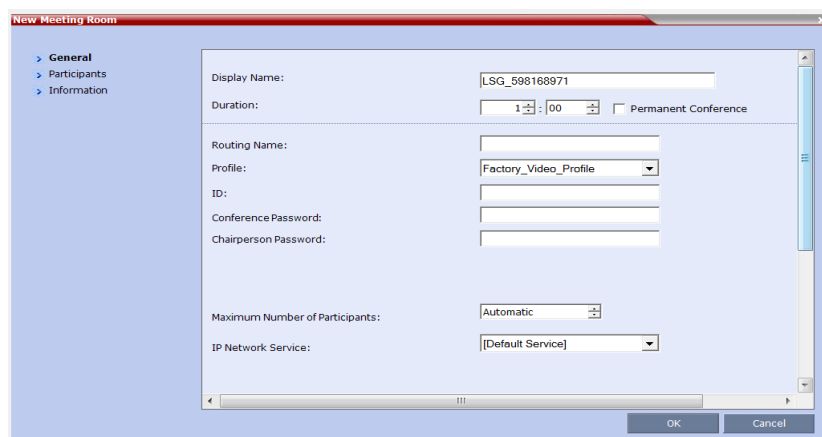 New Meeting Room
General
Participants
Information
Display Name: LSG_598168971
Duration: 1 : 00 Permanent Conference
Routing Name:
Profile: Factory_Video_Profile
ID:
Conference Password:
Chairperson Password:
Maximum Number of Participants: Automatic
IP Network Service: [Default Service]
OK Cancel